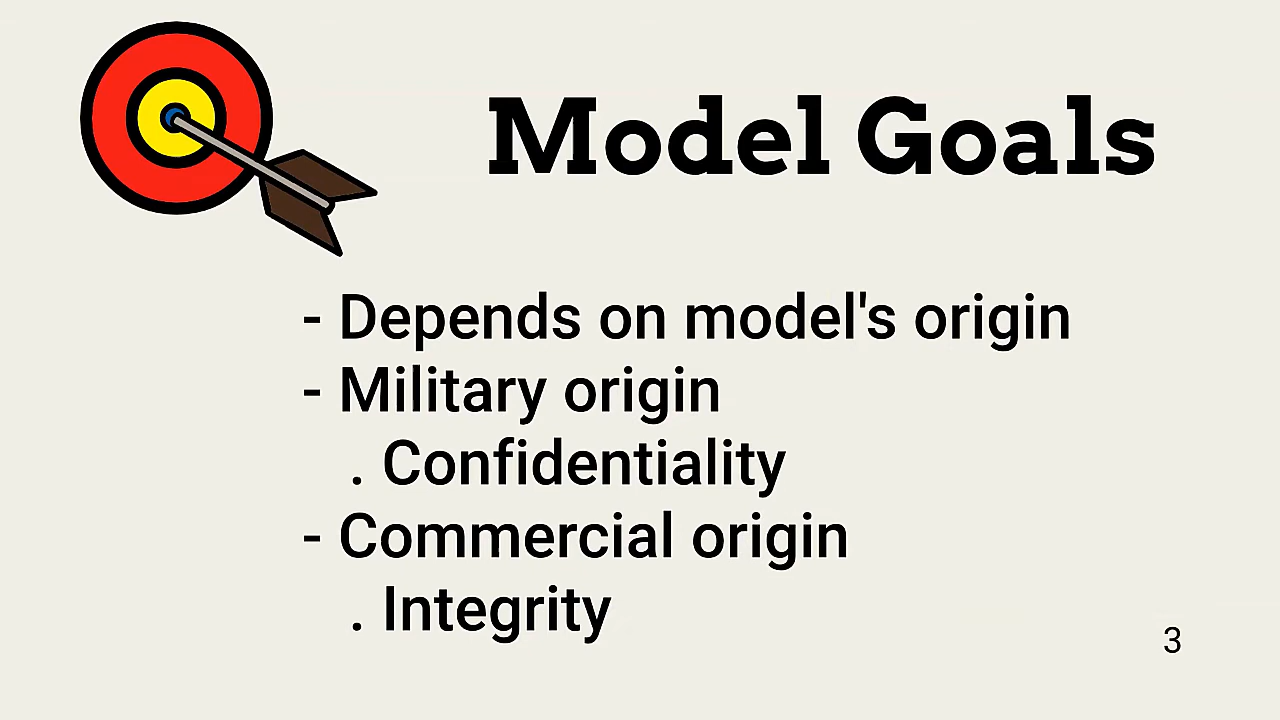 Model Goals
- Depends on model's origin
- Military origin
. Confidentiality
- Commercial origin
. Integrity
3